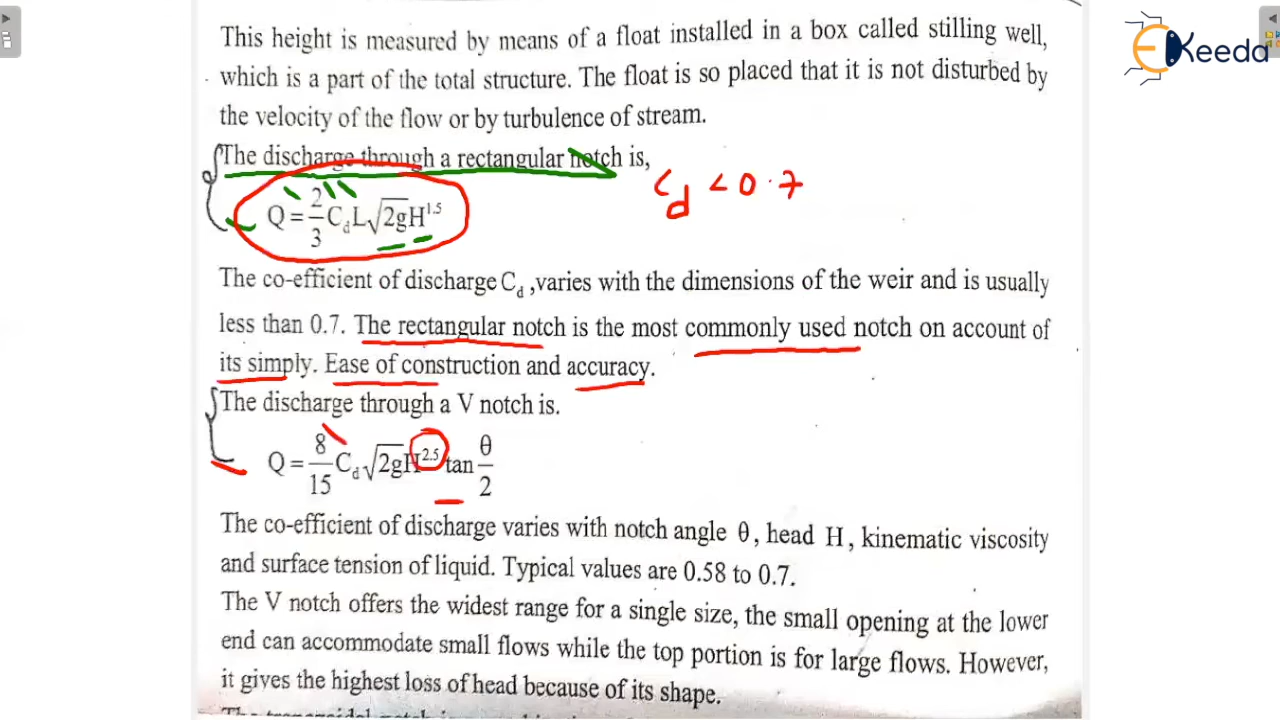 This height is measured by means of a float installed in a box called stilling well,
which is a part of the total structure. The float is so placed that it is not disturbed by
the velocity of the flow or by turbulence of stream.
The discharge through a rectangular notch is,
Q = 2/3 C_d L√2g H^1.5
C_d < 0.7
The co-efficient of discharge C_d ,varies with the dimensions of the weir and is usually
less than 0.7. The rectangular notch is the most commonly used notch on account of
its simply. Ease of construction and accuracy.
The discharge through a V notch is.
Q = 8/15 C_d √2g H^2.5 tan θ/2
The co-efficient of discharge varies with notch angle θ, head H, kinematic viscosity
and surface tension of liquid. Typical values are 0.58 to 0.7.
The V notch offers the widest range for a single size, the small opening at the lower
end can accommodate small flows while the top portion is for large flows. However,
it gives the highest loss of head because of its shape.
EKeeda